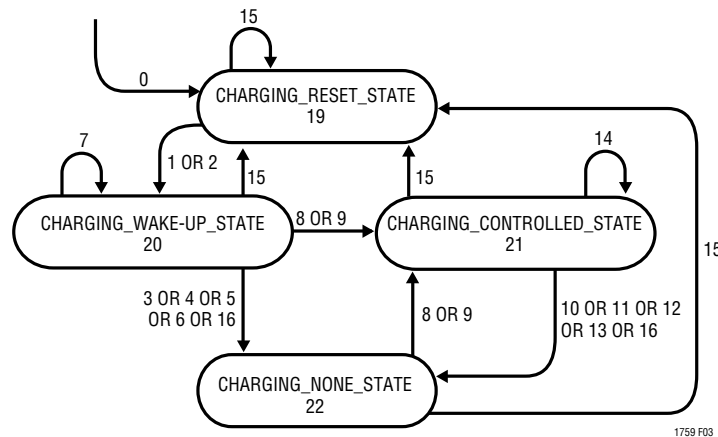 15
0
CHARGING_RESET_STATE
19
7
1 OR 2
15
15
14
CHARGING_WAKE-UP_STATE
20
8 OR 9
CHARGING_CONTROLLED_STATE
21
15
3 OR 4 OR 5
OR 6 OR 16
8 OR 9
10 OR 11 OR 12
OR 13 OR 16
CHARGING_NONE_STATE
22
1759 F03